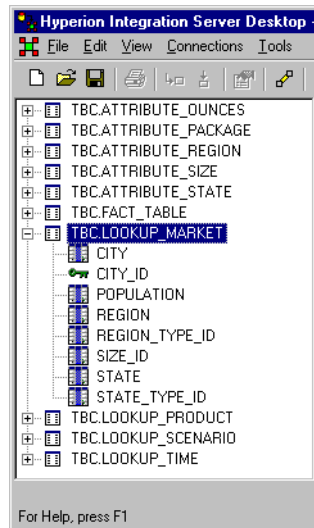 Hyperion Integration Server Desktop -
File Edit View Connections Tools
TBC.ATTRIBUTE_OUNCES
TBC.ATTRIBUTE_PACKAGE
TBC.ATTRIBUTE_REGION
TBC.ATTRIBUTE_SIZE
TBC.ATTRIBUTE_STATE
TBC.FACT_TABLE
TBC.LOOKUP_MARKET
CITY
CITY_ID
POPULATION
REGION
REGION_TYPE_ID
SIZE_ID
STATE
STATE_TYPE_ID
TBC.LOOKUP_PRODUCT
TBC.LOOKUP_SCENARIO
TBC.LOOKUP_TIME
For Help, press F1